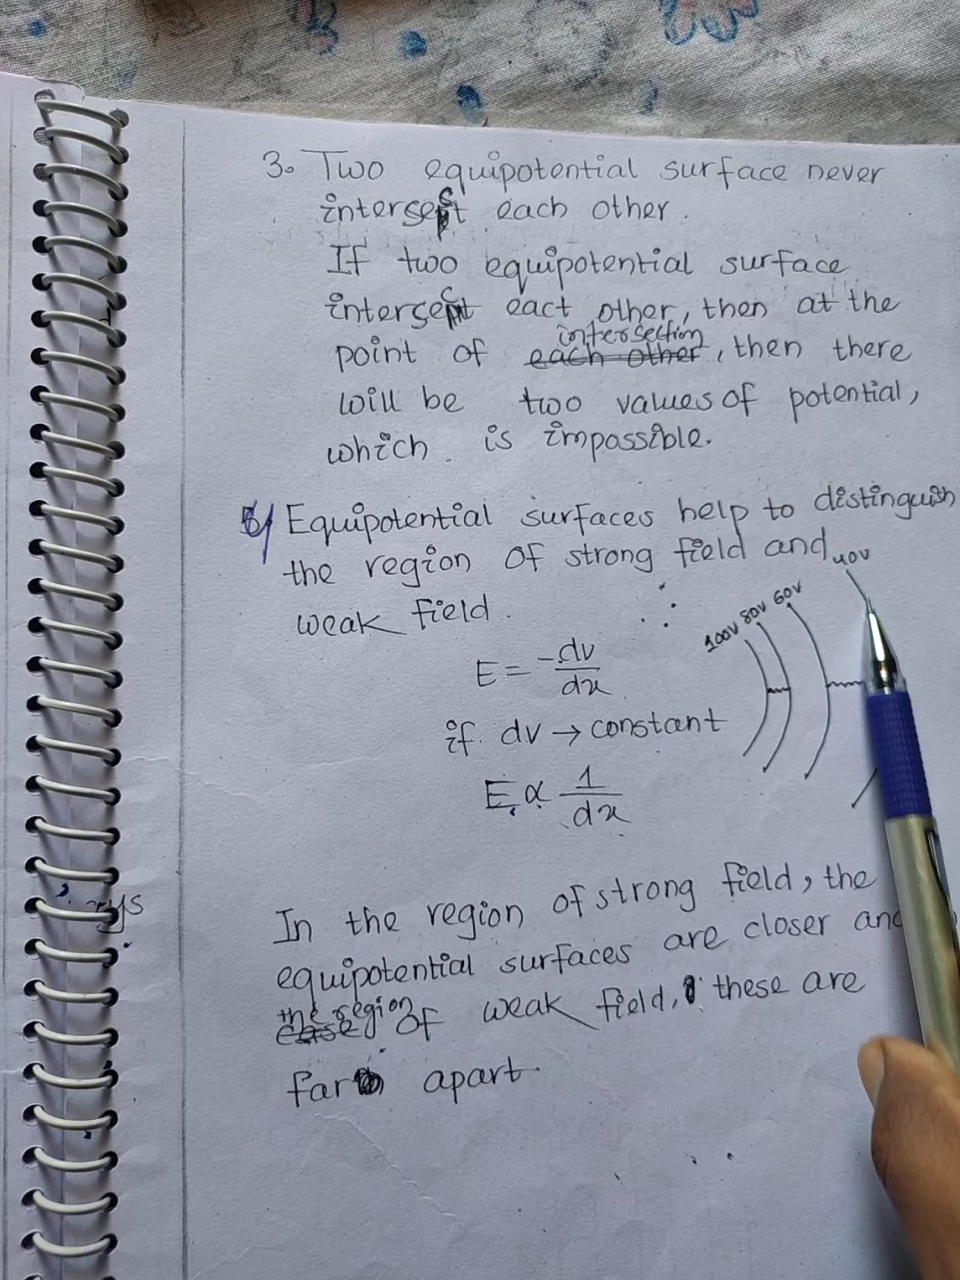 3. Two equipotential surface never
intersect each other.
If two equipotential surface
intersect eact other, then at the
intersection
point of each other, then there
will be two values of potential,
which is impossible.
Equipotential surfaces help to distinguish
the region of strong field and
weak field.
40V
100V 80V 60V
E = -dv/dx
if dv → constant
E ∝ 1/dx
In the region of strong field, the
equipotential surfaces are closer and
the region
case of weak field, these are
far apart.